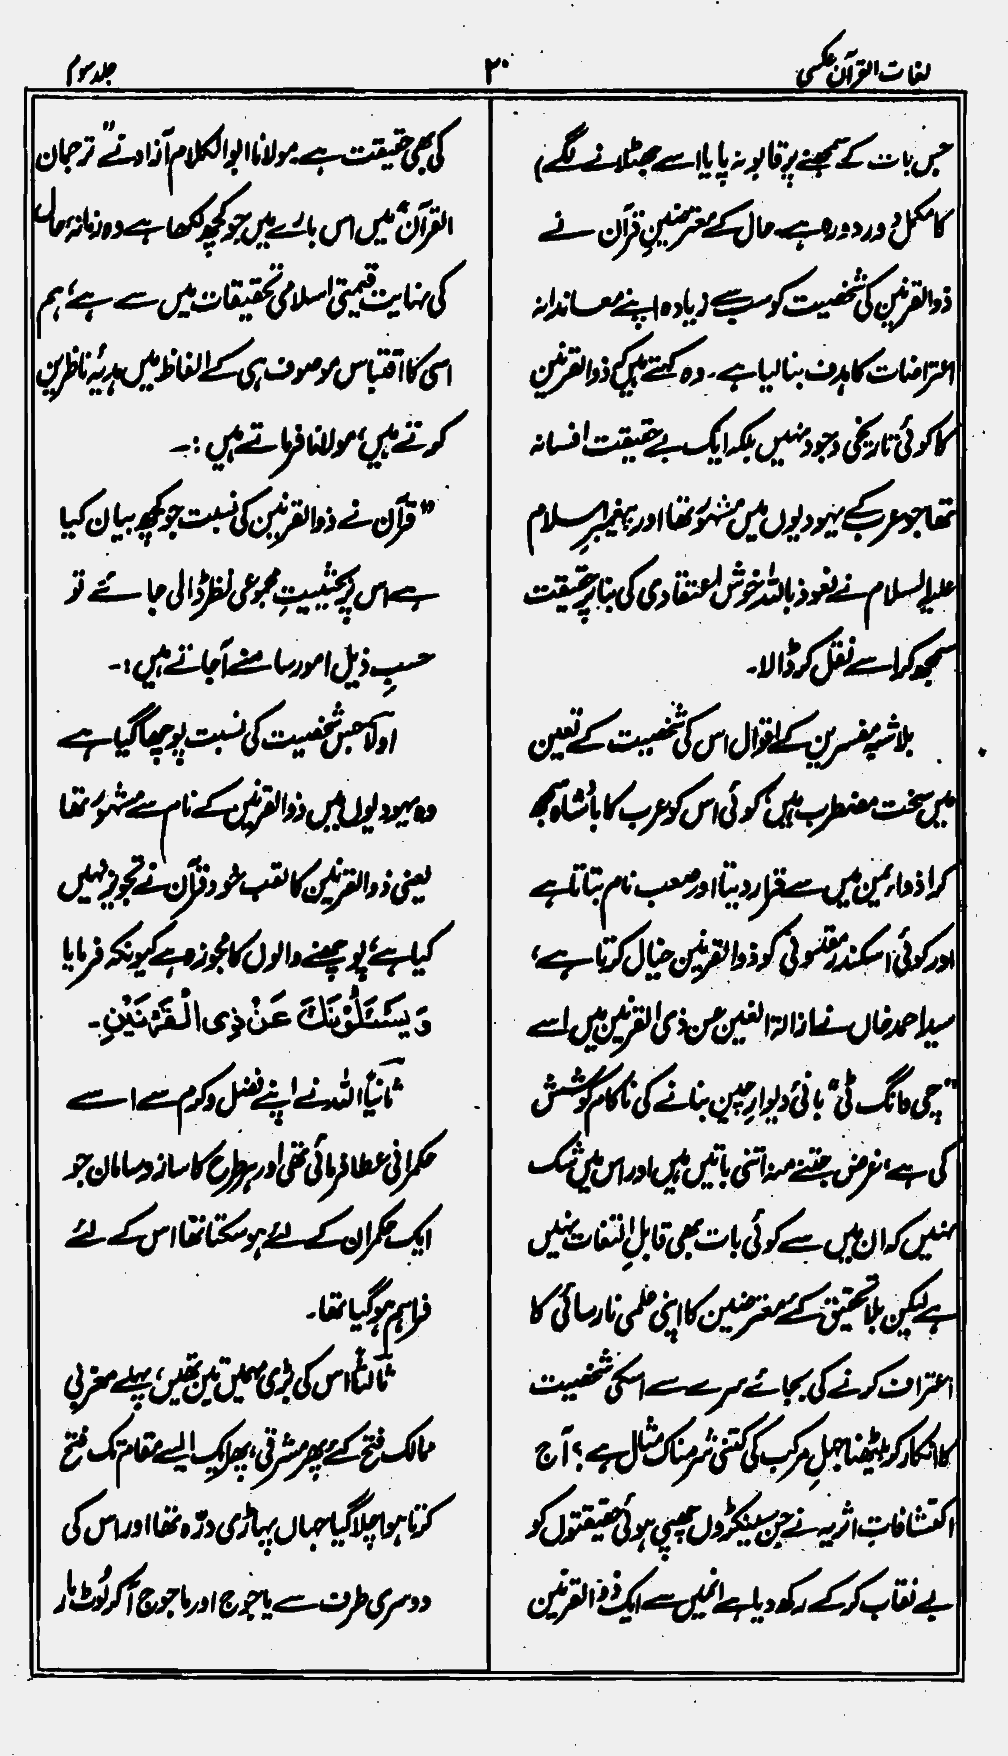 لغات القرآن عکسی
۲۰
جلد سوم
جس بات کے سمجھنے پر قابو نہ پایا اسے جھٹلانے لگے)
کا مکمل دور دورہ ہے۔ حال کے معترضینِ قرآن نے
ذوالقرنین کی شخصیت کو سب سے زیادہ اپنے معاندانہ
اعتراضات کا ہدف بنالیا ہے۔ وہ کہتے ہیں کہ ذوالقرنین
کا کوئی تاریخی وجود نہیں بلکہ ایک بے حقیقت افسانہ
تھا جو عرب کے یہودیوں میں مشہور تھا اور پیغمبرِ اسلام
علیہ السلام نے نعوذ باللہ خوش اعتقادی کی بنا پر حقیقت
سمجھ کر اسے نقل کر ڈالا۔
بلاشبہ مفسرین کے اقوال اس کی شخصیت کے تعین
میں سخت مضطرب ہیں، کوئی اس کو عرب کا بادشاہ سمجھ
کر اذواء یمن میں سے قرار دیتا اور صعب نام بتاتا ہے
اور کوئی اسکندر مقدونی کو ذوالقرنین خیال کرتا ہے،
سید احمد خاں نے ازالۃ الغین عن ذی القرنین میں اسے
"چی وانگ ٹی" بانی دیوارِ چین بنانے کی ناکام کوشش
کی ہے، غرض جتنے منہ اتنی باتیں ہیں اور اس میں شک
نہیں کہ ان میں سے کوئی بات بھی قابلِ التفات نہیں
ہے لیکن بلا تحقیق کے معترضین کا اپنی علمی نارسائی کا
اعتراف کرنے کی بجائے سرے سے اسکی شخصیت
کا انکار کر بیٹھنا جہلِ مرکب کی کتنی شرمناک مثال ہے؟ آج
اکتشافاتِ اثریہ نے جن سینکڑوں چھپی ہوئی حقیقتوں کو
بے نقاب کرکے رکھ دیا ہے انہیں سے ایک ذوالقرنین
کی بھی حقیقت ہے۔ مولانا ابوالکلام آزاد نے "ترجمان
القرآن" میں اس بارے میں جو کچھ لکھا ہے وہ زمانہ حال
کی نہایت قیمتی اسلامی تحقیقات میں سے ہے، ہم
اسی کا اقتباس موصوف ہی کے الفاظ میں ہدیۂ ناظرین
کرتے ہیں، مولانا فرماتے ہیں :۔
"قرآن نے ذوالقرنین کی نسبت جو کچھ بیان کیا
ہے اس پر بحیثیتِ مجموعی نظر ڈالی جائے تو
حسبِ ذیل امور سامنے آجاتے ہیں :۔
اولاً جس شخصیت کی نسبت پوچھا گیا ہے
وہ یہودیوں میں ذوالقرنین کے نام سے مشہور تھا
یعنی ذوالقرنین کا لقب خود قرآن نے تجویز نہیں
کیا ہے، پوچھنے والوں کا مجوزہ ہے کیونکہ فرمایا
وَيَسْئَلُوْنَكَ عَنْ ذِى الْقَرْنَيْنِ۔
ثانیاً اللہ نے اپنے فضل وکرم سے اسے
حکمرانی عطا فرمائی تھی اور ہر طرح کا ساز و سامان جو
ایک حکمران کے لئے ہوسکتا تھا اس کے لئے
فراہم ہوگیا تھا۔
ثالثاً اس کی بڑی مہمیں تین تھیں، پہلے مغربی
ممالک فتح کئے پھر مشرقی، پھر ایک ایسے مقام تک فتح
کرتا ہوا چلا گیا جہاں پہاڑی درّہ تھا اور اس کی
دوسری طرف سے یاجوج اور ماجوج آکر لوٹ مار